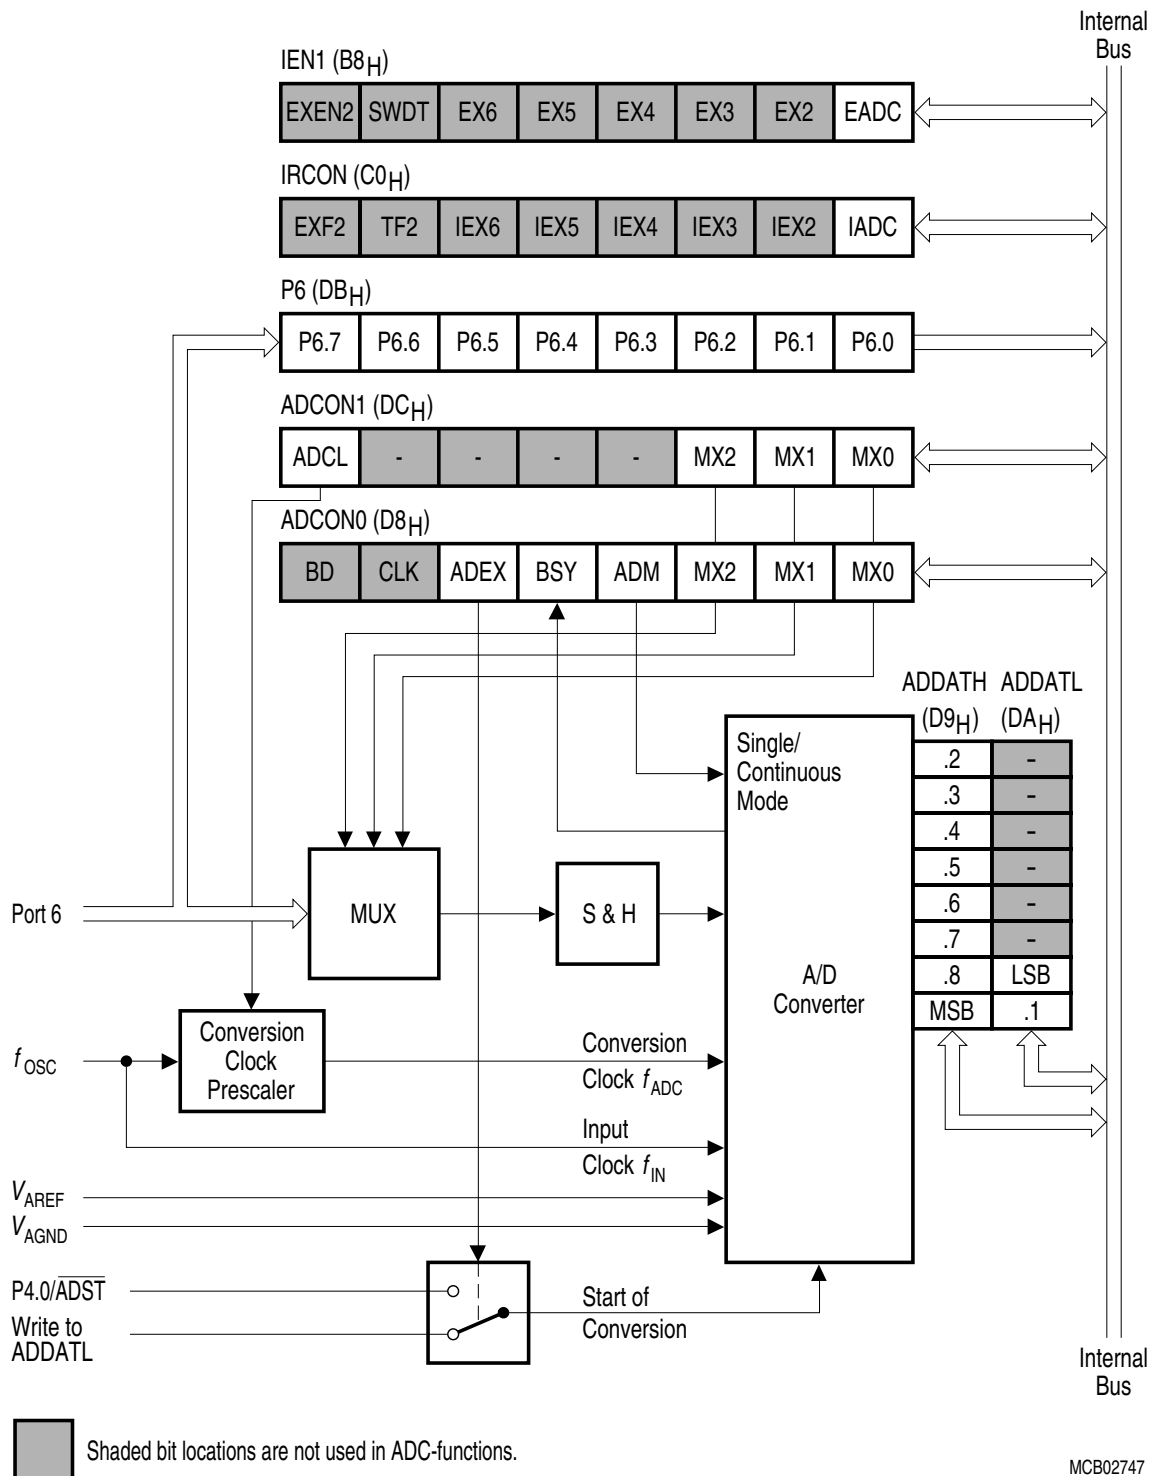 Internal
Bus
IEN1 (B8H)
EXEN2 SWDT EX6 EX5 EX4 EX3 EX2 EADC
IRCON (C0H)
EXF2 TF2 IEX6 IEX5 IEX4 IEX3 IEX2 IADC
P6 (DBH)
P6.7 P6.6 P6.5 P6.4 P6.3 P6.2 P6.1 P6.0
ADCON1 (DCH)
ADCL - - - - MX2 MX1 MX0
ADCON0 (D8H)
BD CLK ADEX BSY ADM MX2 MX1 MX0
ADDATH ADDATL
(D9H) (DAH)
Single/
Continuous
Mode
.2 -
.3 -
.4 -
.5 -
.6 -
.7 -
.8 LSB
MSB .1
Port 6
MUX
S & H
A/D
Converter
fOSC
Conversion
Clock
Prescaler
Conversion
Clock fADC
Input
Clock fIN
VAREF
VAGND
P4.0/A̅D̅S̅T̅
Write to
ADDATL
Start of
Conversion
Internal
Bus
Shaded bit locations are not used in ADC-functions.
MCB02747